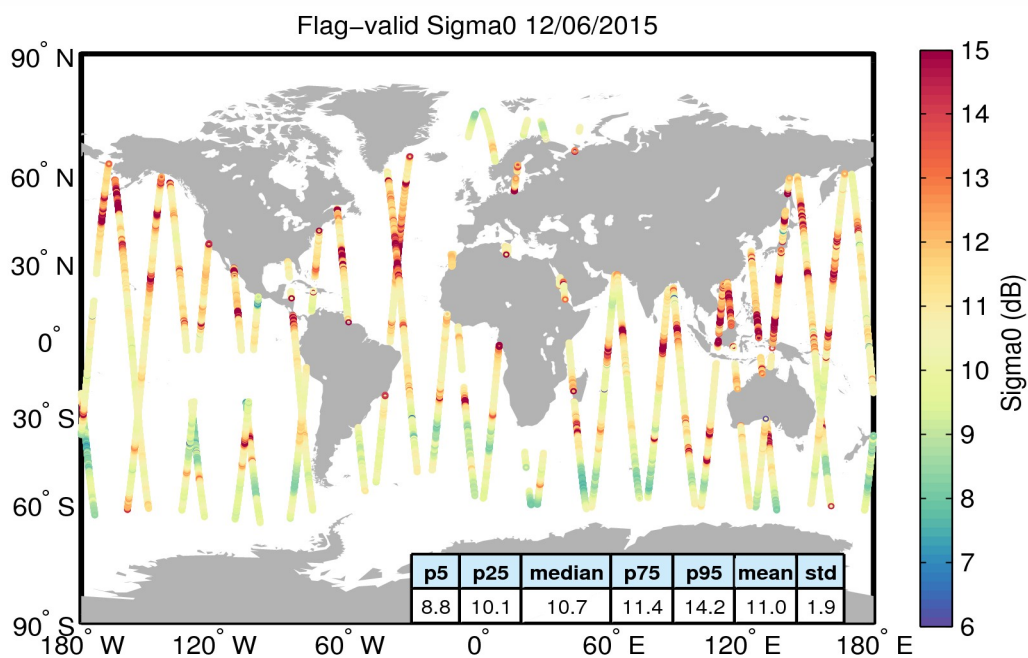 Flag−valid Sigma0 12/06/2015
90° N
60° N
30° N
0°
30° S
60° S
90° S
180° W
120° W
60° W
0°
60° E
120° E
180° E
15
14
13
12
11
10
9
8
7
6
Sigma0 (dB)
p5 p25 median p75 p95 mean std
8.8 10.1 10.7 11.4 14.2 11.0 1.9